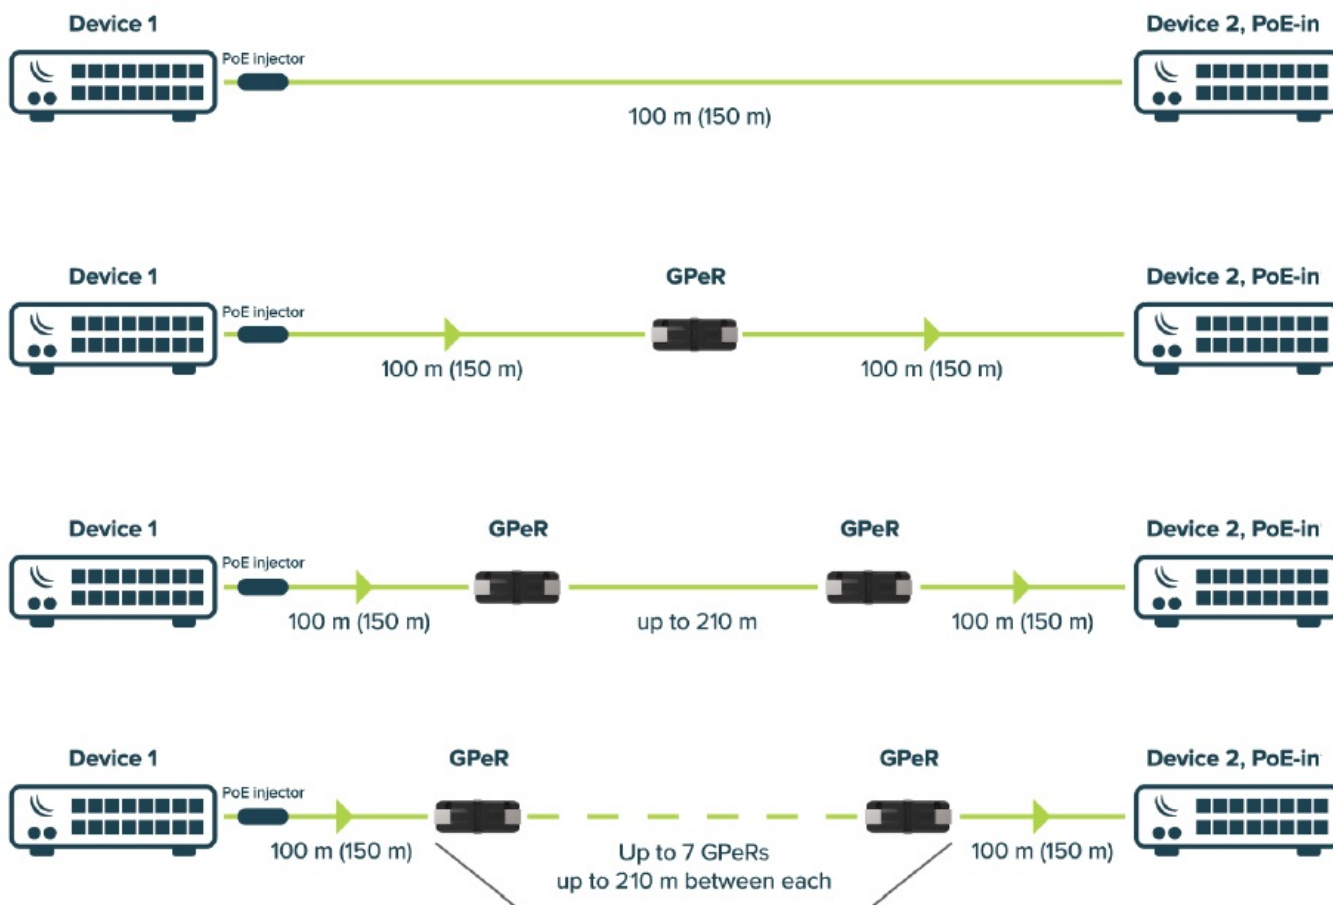 Device 1
Device 2, PoE-in
PoE injector
100 m (150 m)
Device 1
GPeR
Device 2, PoE-in
PoE injector
100 m (150 m)
100 m (150 m)
Device 1
GPeR
GPeR
Device 2, PoE-in
PoE injector
100 m (150 m)
up to 210 m
100 m (150 m)
Device 1
GPeR
GPeR
Device 2, PoE-in
PoE injector
100 m (150 m)
Up to 7 GPeRs
up to 210 m between each
100 m (150 m)